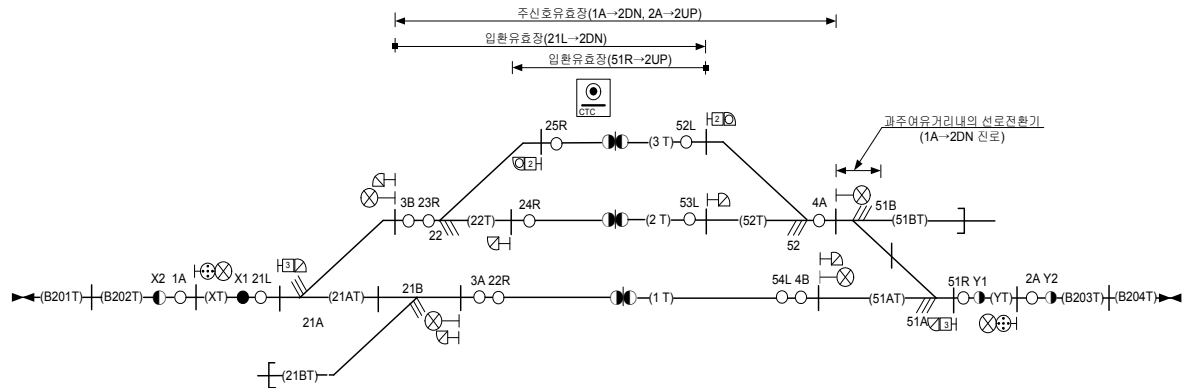 주신호유효장(1A→2DN, 2A→2UP)
입환유효장(21L→2DN)
입환유효장(51R→2UP)
CTC
25R
(3 T)
52L
2
2
과주여유거리내의 선로전환기
(1A→2DN 진로)
3B 23R
22
(22T)
24R
(2 T)
53L
(52T)
52
4A
51B
(51BT)
X2 1A
X1 21L
3
(B201T)
(B202T)
(XT)
21A
(21AT)
21B
3A 22R
(1 T)
54L 4B
(51AT)
51A
3
51R Y1
(YT)
2A Y2
(B203T)
(B204T)
(21BT)